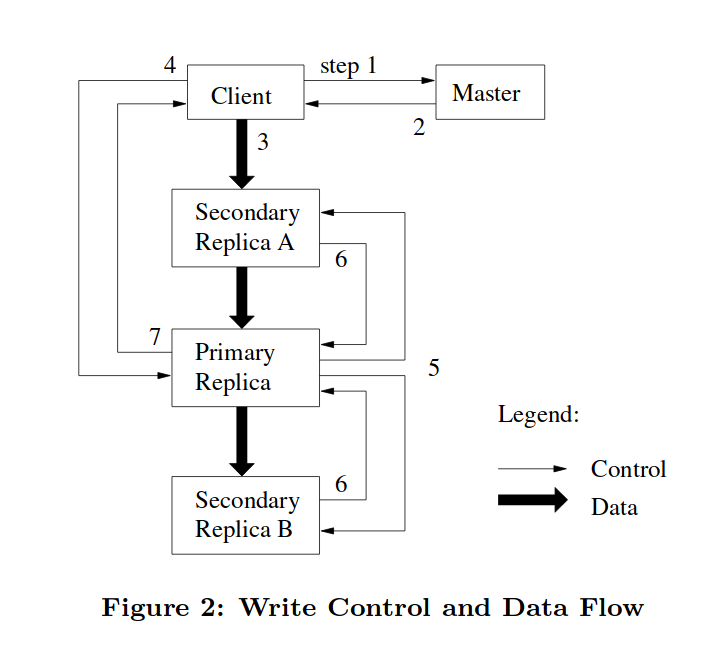 4
step 1
Client
Master
2
3
Secondary
Replica A
6
7
Primary
Replica
5
Legend:
Control
6
Secondary
Replica B
Data
Figure 2: Write Control and Data Flow